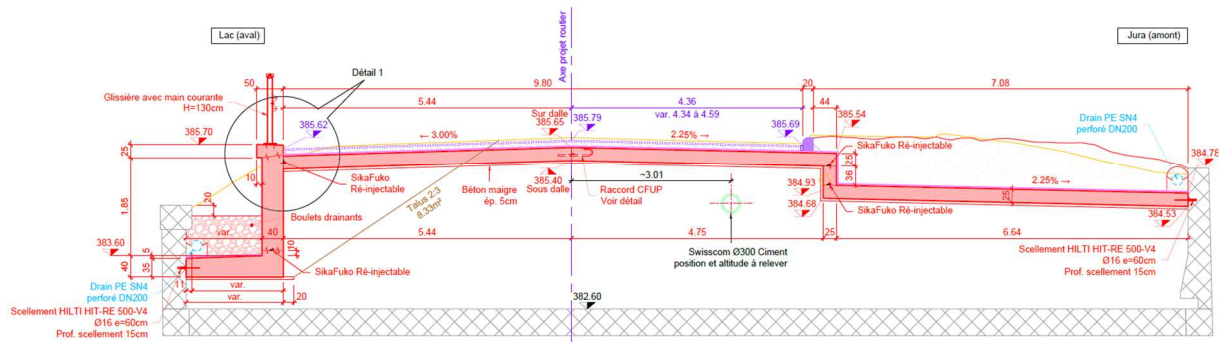 Lac (aval)
Axe projet routier
Jura (amont)
Détail 1
50
9.80
20
7.08
Glissière avec main courante
H=130cm
5.44
4.36
var. 4.34 à 4.59
44
Sur dalle
385.70
385.62
385.65
385.79
385.69
385.54
Drain PE SN4
perforé DN200
← 3.00%
2.25% →
SikaFuko Ré-injectable
384.78
25
25
36
10
SikaFuko
Ré-injectable
385.40
Sous dalle
Béton maigre
ép. 5cm
Raccord CFUP
Voir détail
~3.01
384.93
384.68
SikaFuko Ré-injectable
2.25% →
25
384.53
1.85
20
Talus 2:3
8.33m²
Boulets drainants
var.
40
5.44
4.75
25
6.64
383.60
5
10
40
35
11
SikaFuko Ré-injectable
Swisscom Ø300 Ciment
position et altitude à relever
Scellement HILTI HIT-RE 500-V4
Ø16 e=60cm
Prof. scellement 15cm
Drain PE SN4
perforé DN200
var.
var.
20
382.60
Scellement HILTI HIT-RE 500-V4
Ø16 e=60cm
Prof. scellement 15cm